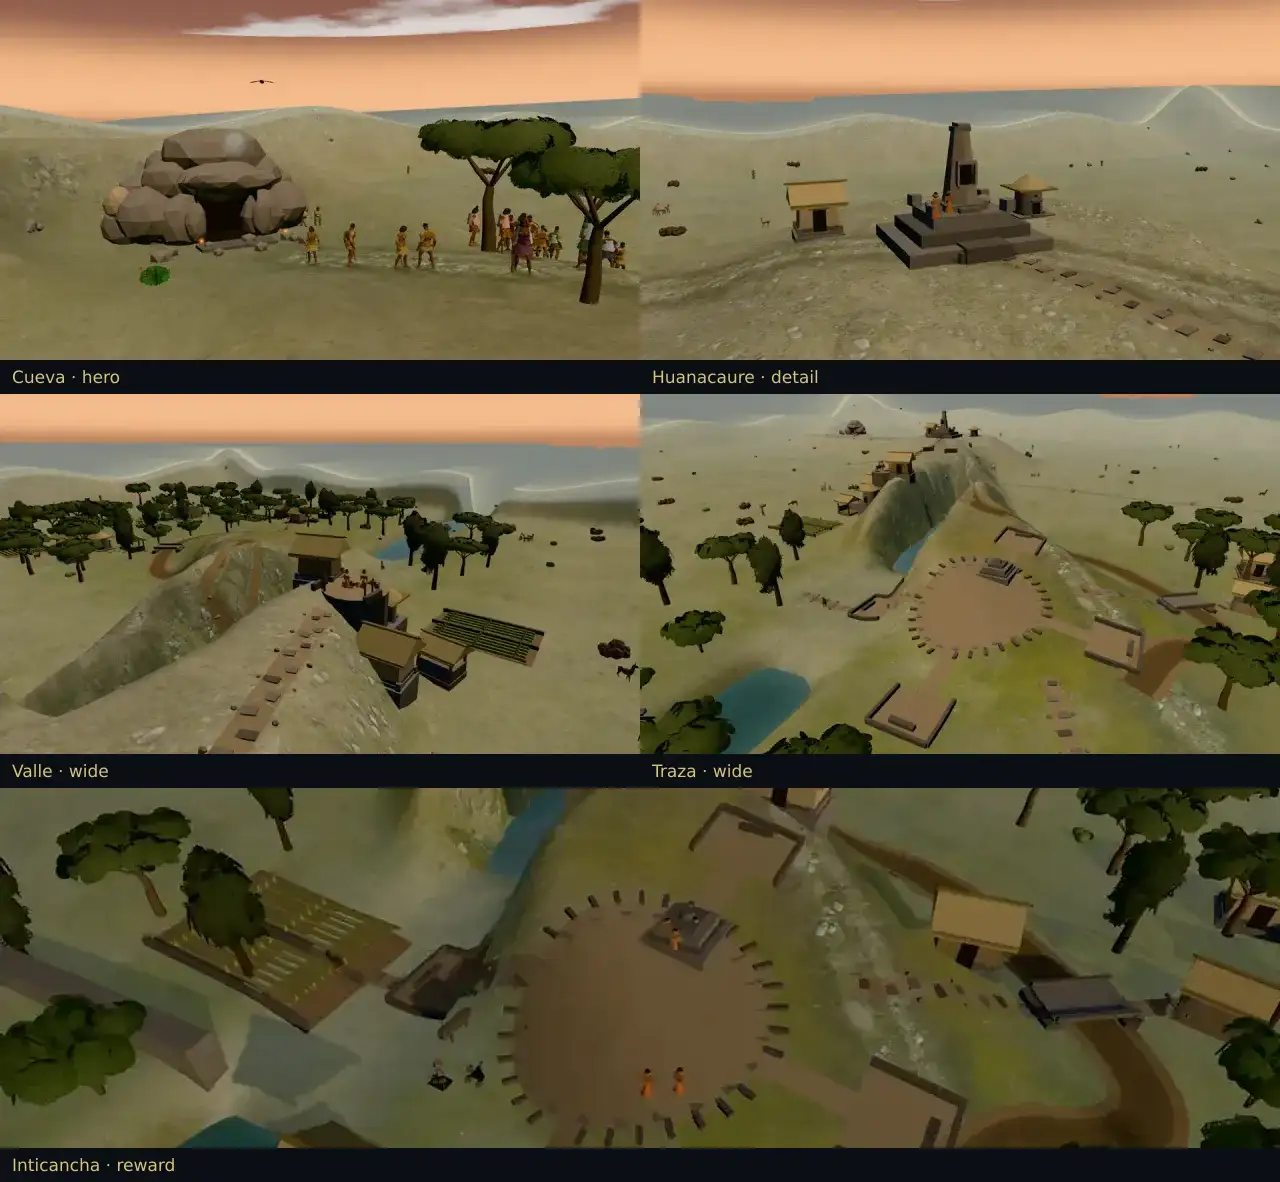 Cueva · hero
Huanacaure · detail
Valle · wide
Traza · wide
Inticancha · reward